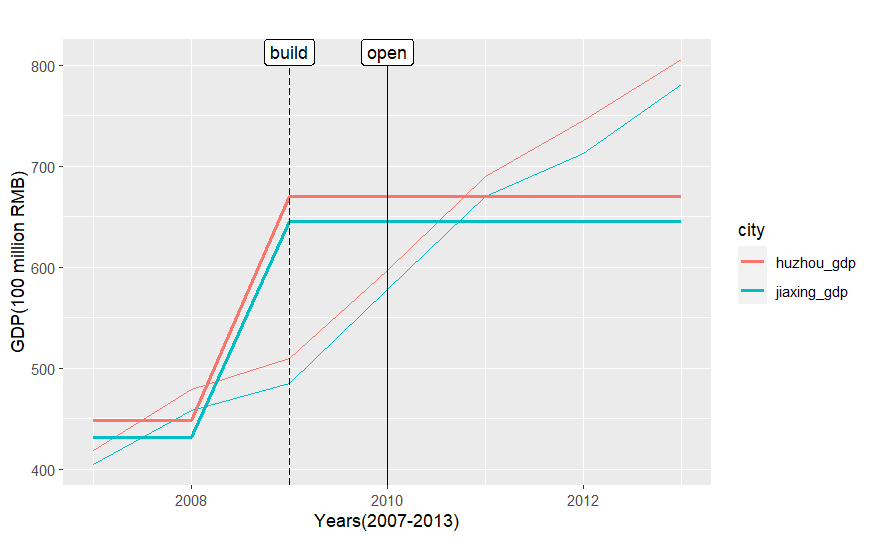 build
open
800
700
600
500
400
GDP(100 million RMB)
2008
2010
2012
Years(2007-2013)
city
huzhou_gdp
jiaxing_gdp